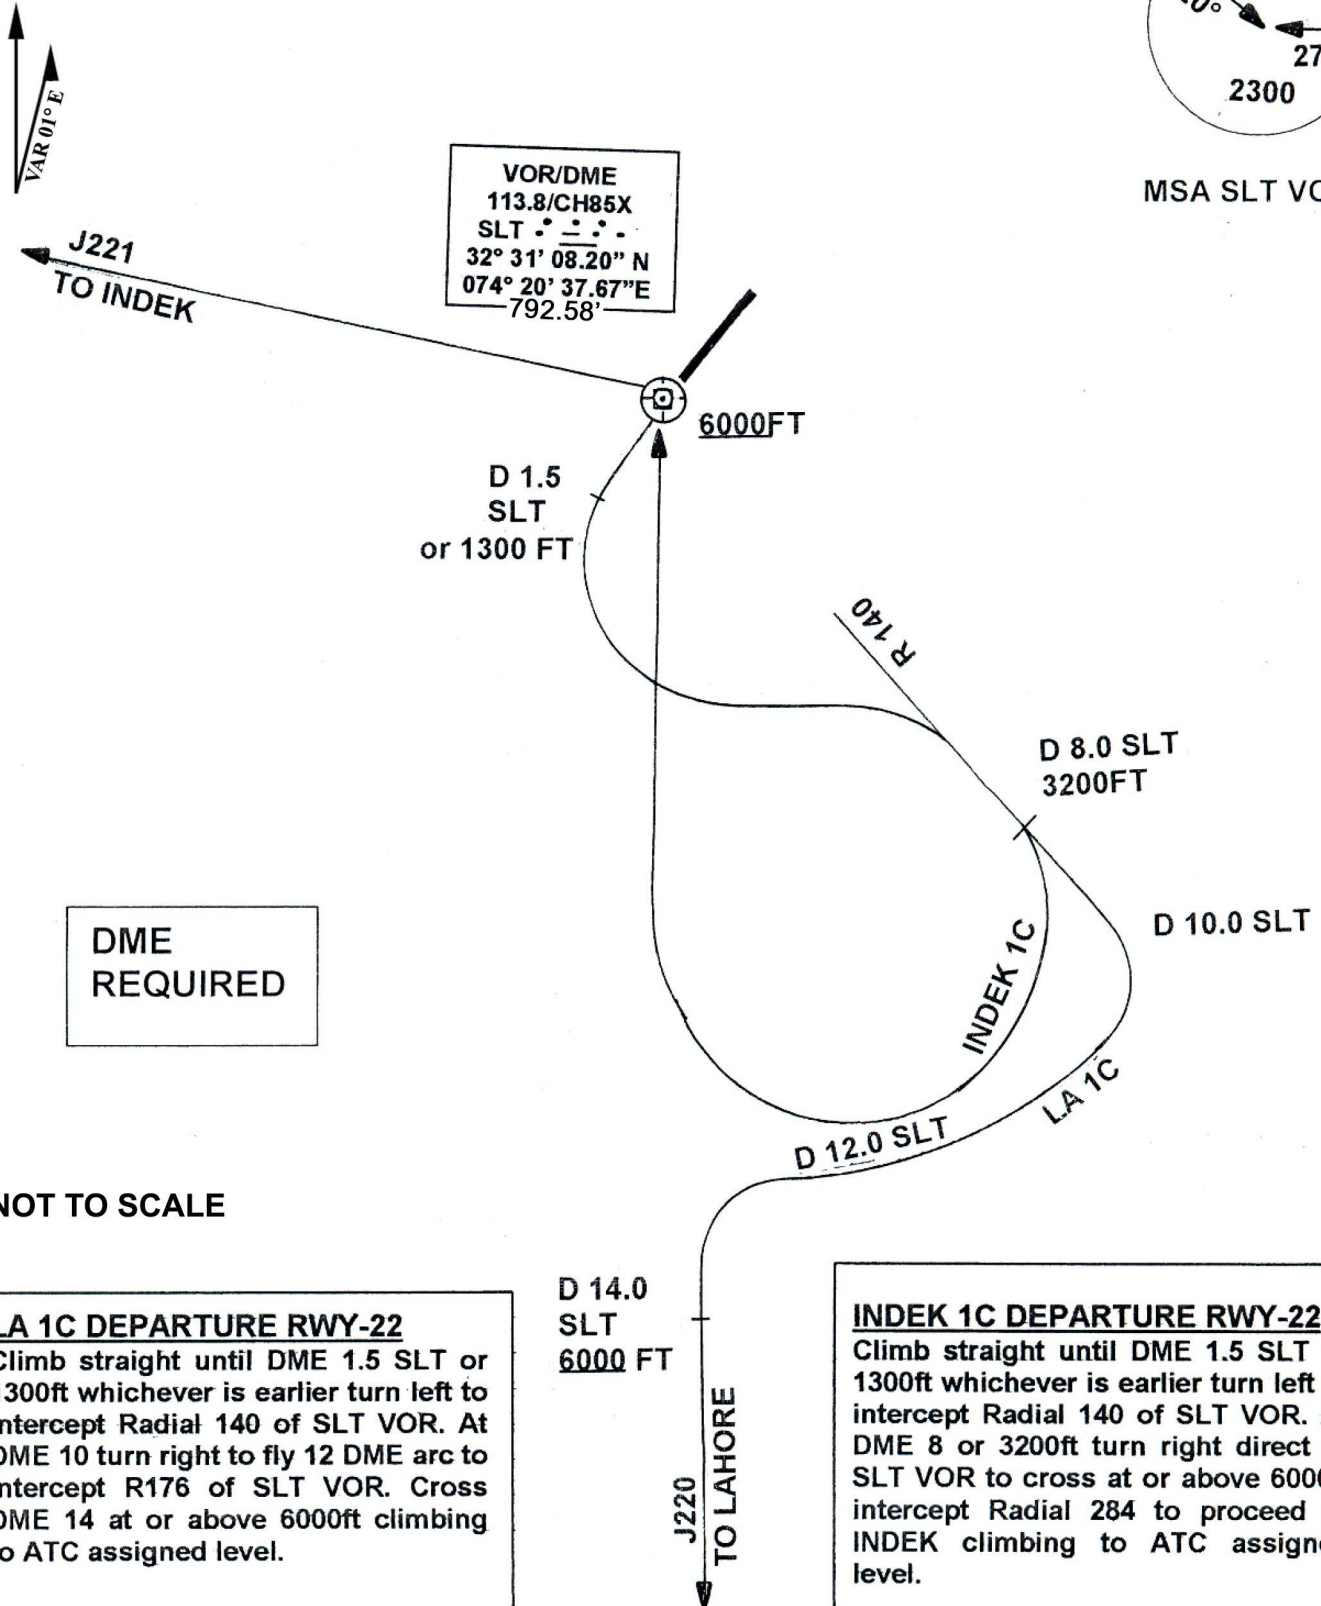 VAR 01° E
0°
27
2300
MSA SLT VO
VOR/DME
113.8/CH85X
SLT
32° 31’ 08.20” N
074° 20’ 37.67”E
792.58'
J221
TO INDEK
6000FT
D 1.5
SLT
or 1300 FT
R 140
D 8.0 SLT
3200FT
D 10.0 SLT
DME
REQUIRED
INDEK 1C
LA 1C
D 12.0 SLT
NOT TO SCALE
D 14.0
SLT
6000 FT
J220
TO LAHORE
LA 1C DEPARTURE RWY-22
Climb straight until DME 1.5 SLT or
1300ft whichever is earlier turn left to
intercept Radial 140 of SLT VOR. At
DME 10 turn right to fly 12 DME arc to
intercept R176 of SLT VOR. Cross
DME 14 at or above 6000ft climbing
to ATC assigned level.
INDEK 1C DEPARTURE RWY-22
Climb straight until DME 1.5 SLT
1300ft whichever is earlier turn left
intercept Radial 140 of SLT VOR.
DME 8 or 3200ft turn right direct
SLT VOR to cross at or above 600
intercept Radial 284 to proceed
INDEK climbing to ATC assign
level.